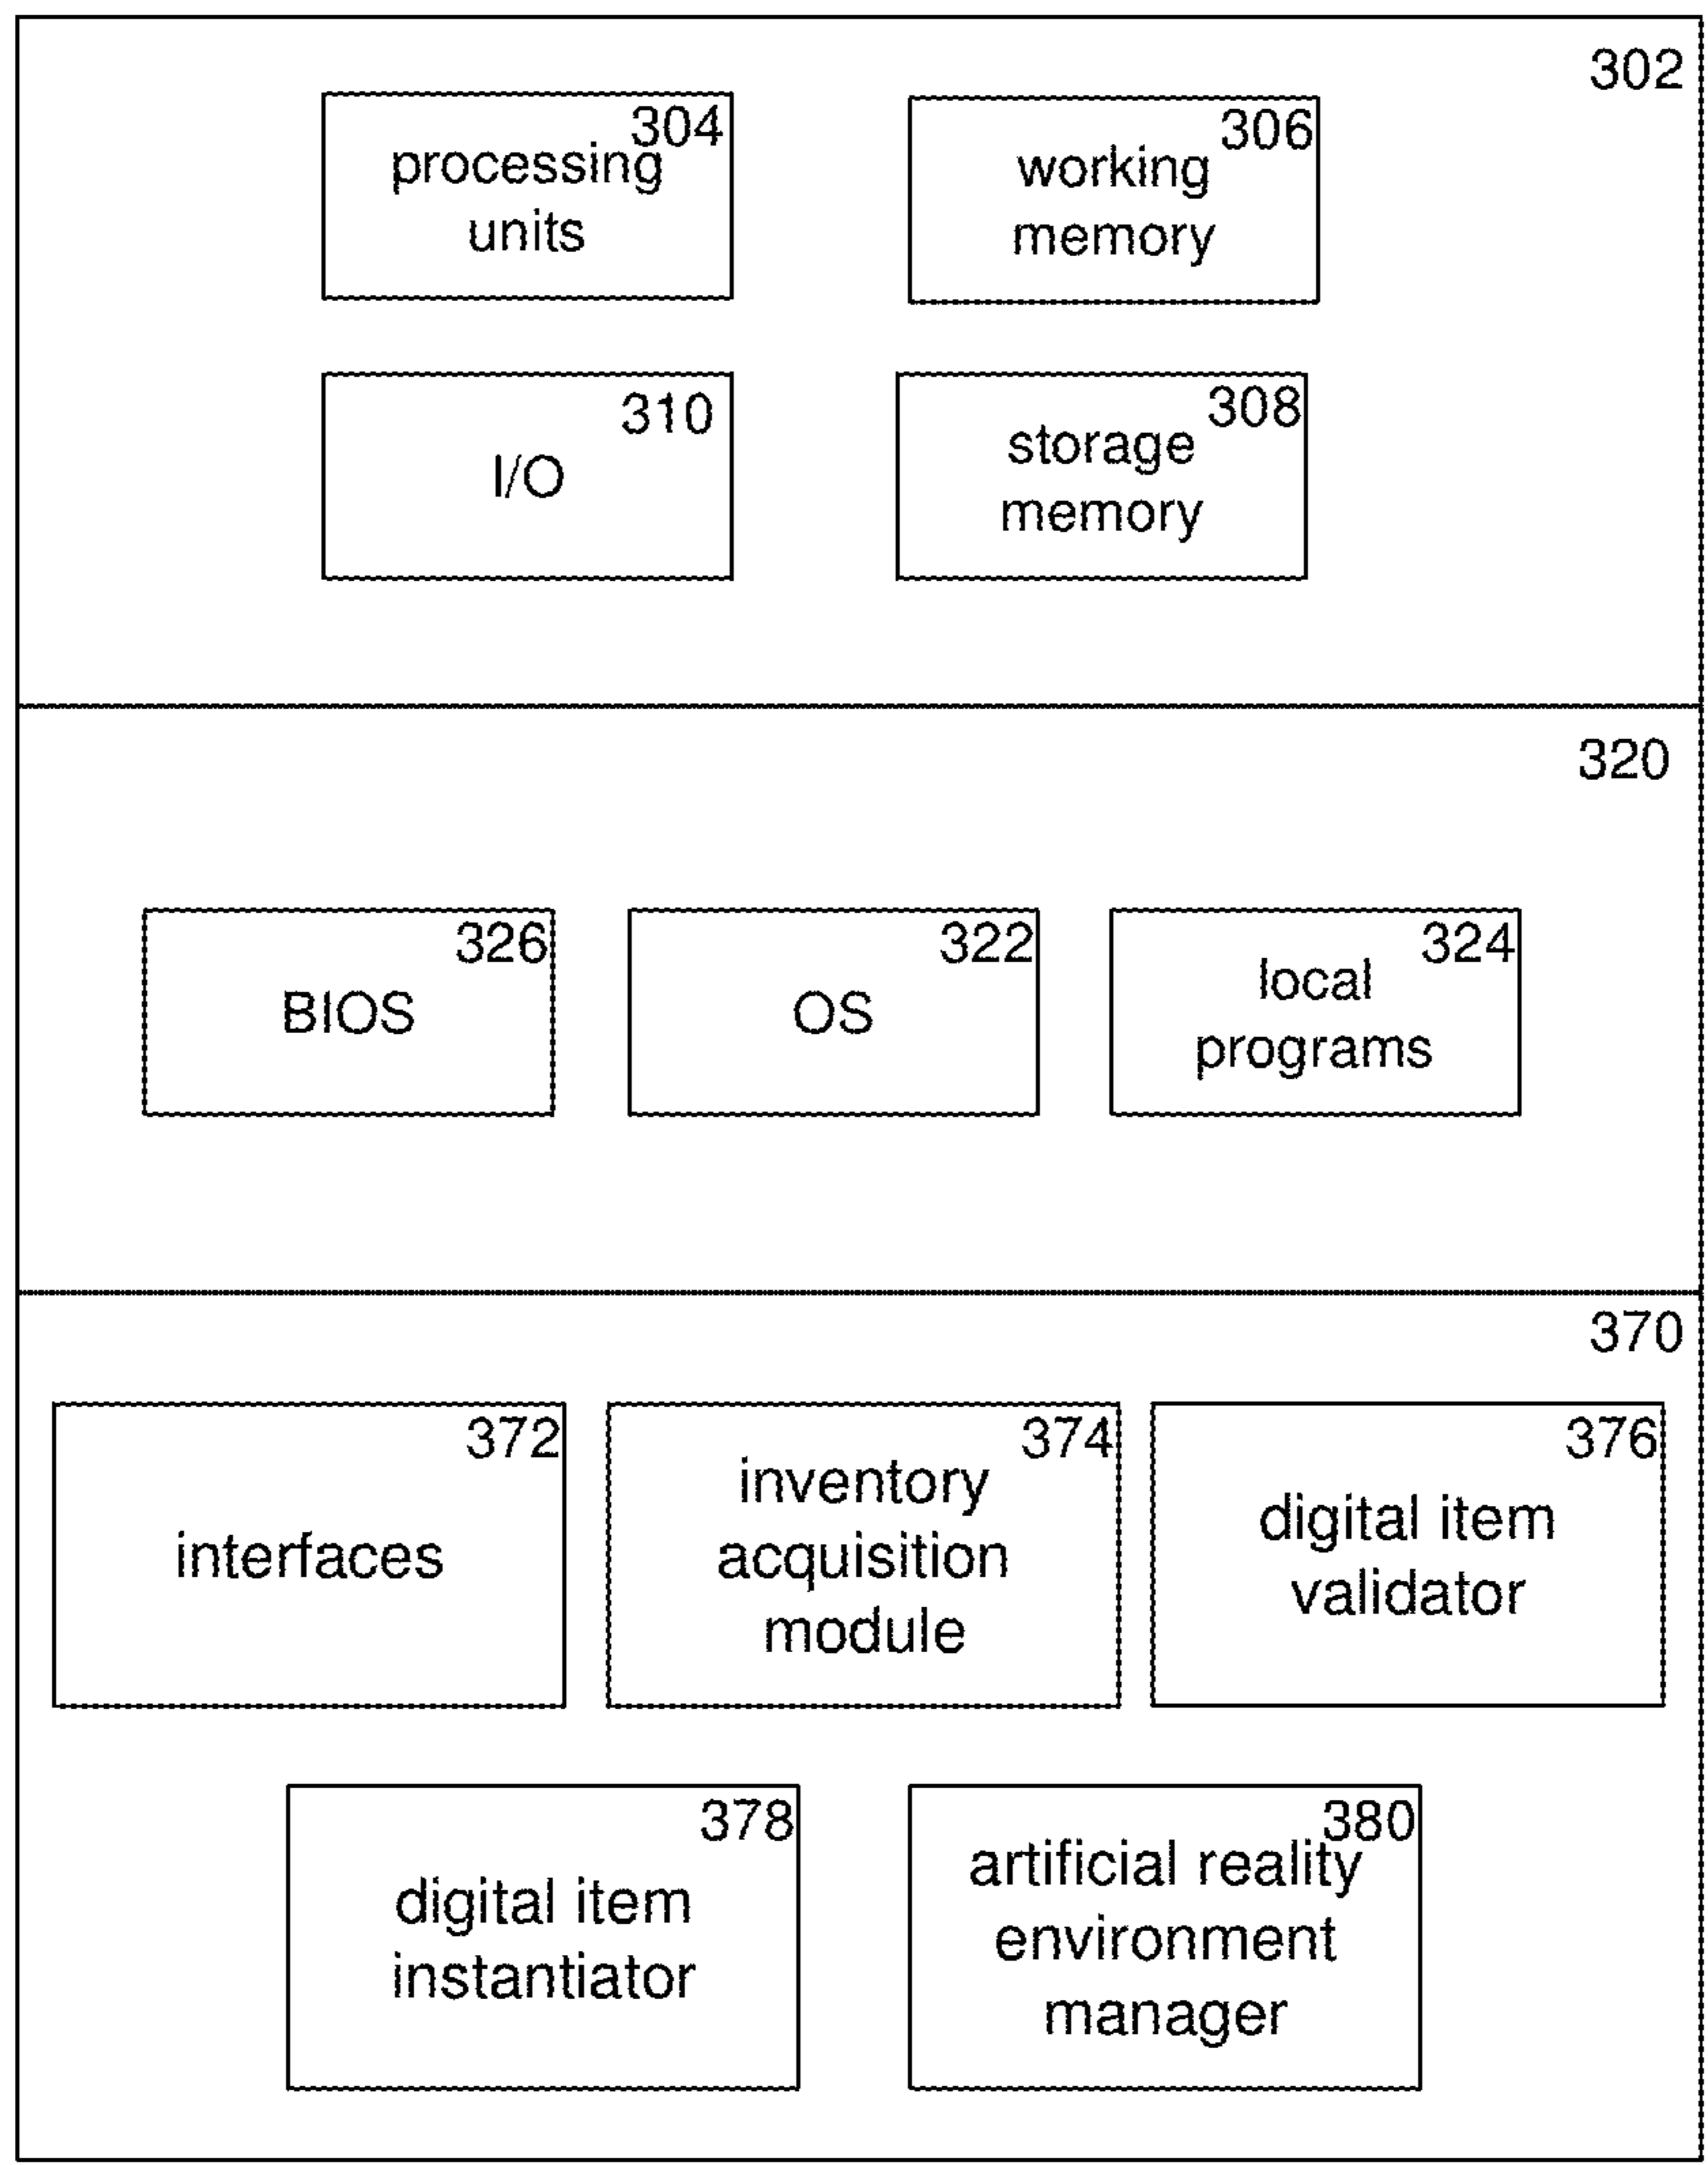 302
304
processing
units
306
working
memory
310
I/O
308
storage
memory
320
326
BIOS
322
OS
324
local
programs
370
372
interfaces
374
inventory
acquisition
module
376
digital item
validator
378
digital item
instantiator
380
artificial reality
environment
manager